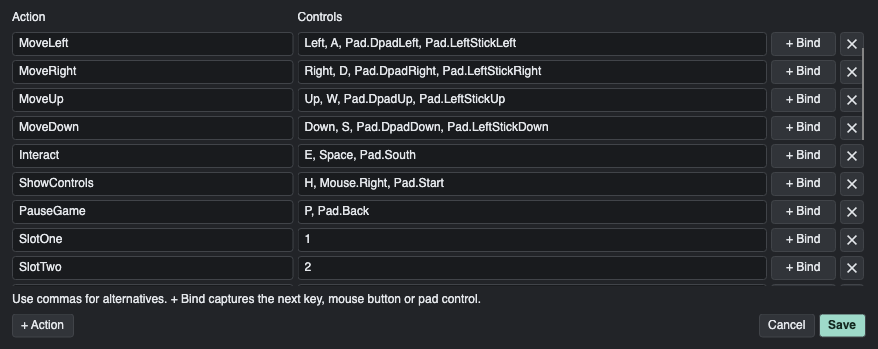 Action Controls
MoveLeft Left, A, Pad.DpadLeft, Pad.LeftStickLeft + Bind ×
MoveRight Right, D, Pad.DpadRight, Pad.LeftStickRight + Bind ×
MoveUp Up, W, Pad.DpadUp, Pad.LeftStickUp + Bind ×
MoveDown Down, S, Pad.DpadDown, Pad.LeftStickDown + Bind ×
Interact E, Space, Pad.South + Bind ×
ShowControls H, Mouse.Right, Pad.Start + Bind ×
PauseGame P, Pad.Back + Bind ×
SlotOne 1 + Bind ×
SlotTwo 2 + Bind ×
Use commas for alternatives. + Bind captures the next key, mouse button or pad control.
+ Action Cancel Save